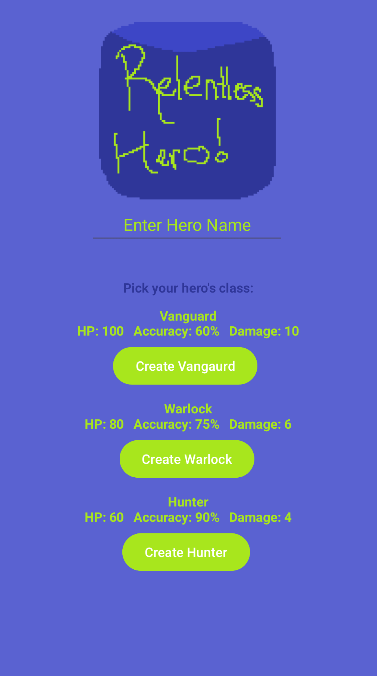 Relentless
Hero!
Enter Hero Name
Pick your hero's class:
Vanguard
HP: 100 Accuracy: 60% Damage: 10
Create Vangaurd
Warlock
HP: 80 Accuracy: 75% Damage: 6
Create Warlock
Hunter
HP: 60 Accuracy: 90% Damage: 4
Create Hunter